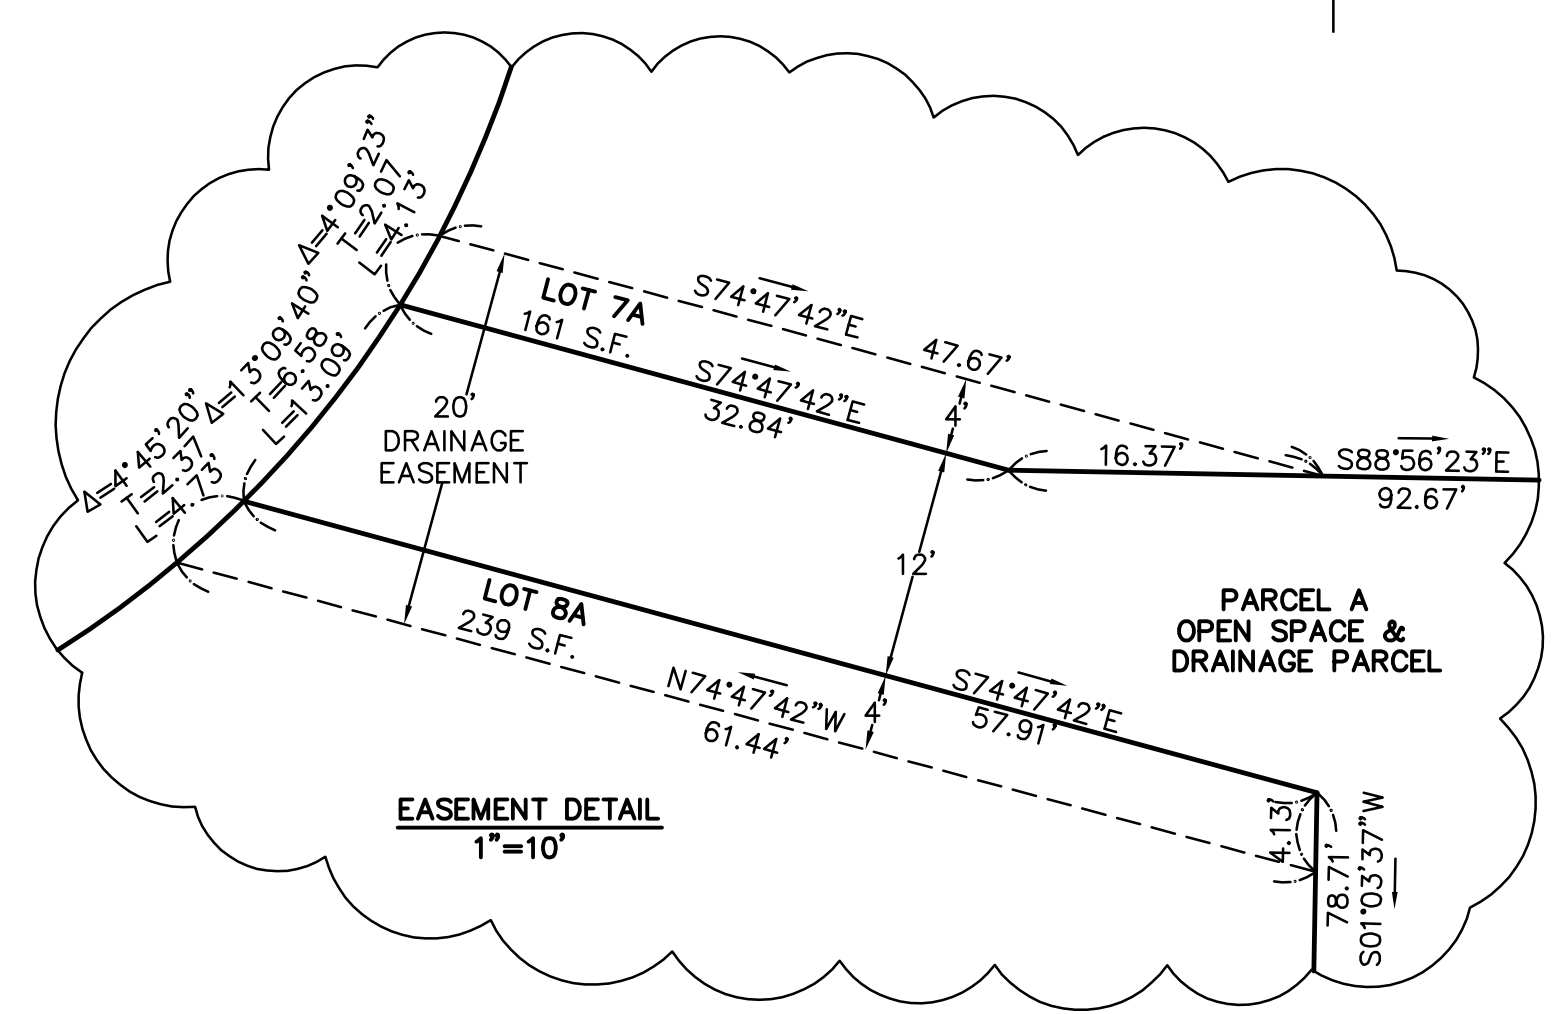 Δ=4°09'23"
T=2.07
L=4.13'
Δ=13°09'40"
T=6.58
L=13.09'
Δ=4°45'20"
T=2.37
L=4.73'
LOT 7A
161 S.F.
S74°47'42"E
47.67'
S74°47'42"E
32.84'
4'
20'
DRAINAGE
EASEMENT
16.37'
S88°56'23"E
92.67'
12'
PARCEL A
OPEN SPACE &
DRAINAGE PARCEL
LOT 8A
239 S.F.
N74°47'42"W
61.44'
4'
S74°47'42"E
57.91'
4.13'
78.71'
S01°03'37"W
EASEMENT DETAIL
1"=10'